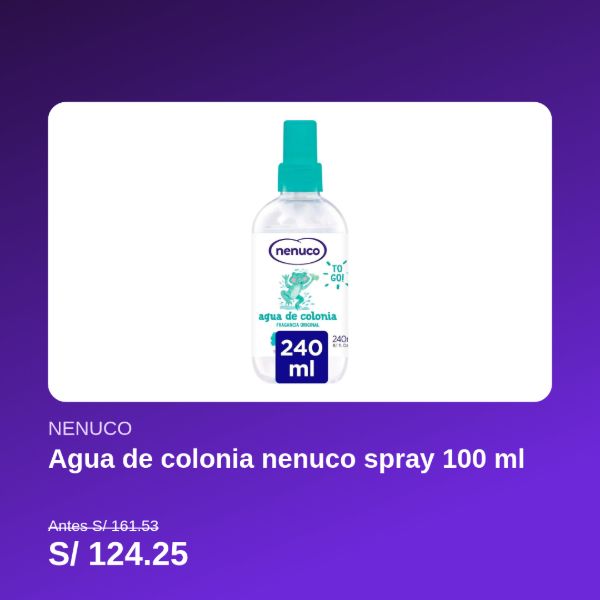 nenuco
TO
GO!
agua de colonia
FRAGANCIA ORIGINAL
240
ml
NENUCO
Agua de colonia nenuco spray 100 ml
Antes S/ 161.53
S/ 124.25